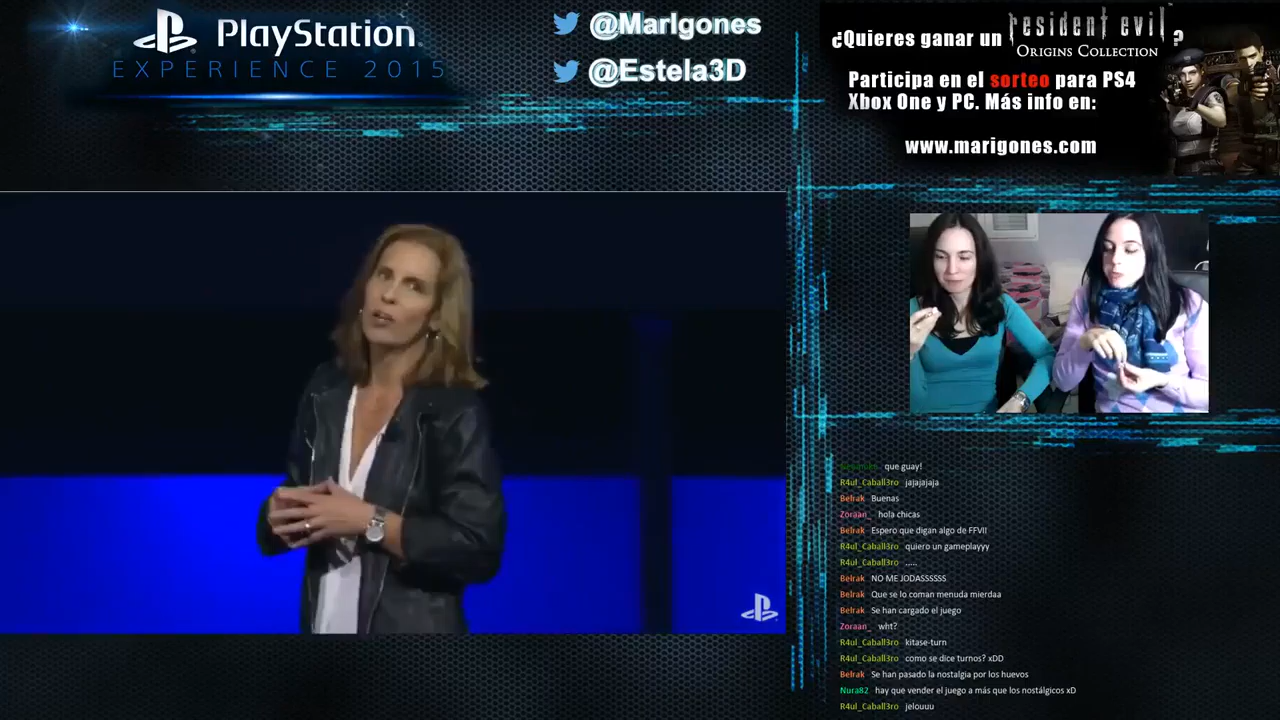 PlayStation
EXPERIENCE 2015
@MarIgones
@Estela3D
¿Quieres ganar un resident evil ORIGINS COLLECTION ?
Participa en el sorteo para PS4
Xbox One y PC. Más info en:
www.marigones.com
que guay!
R4ul_Caball3ro jajajajaja
Belrak Buenas
Zoraan_ hola chicas
Belrak Espero que digan algo de FFVII
R4ul_Caball3ro quiero un gameplayyy
R4ul_Caball3ro .....
Belrak NO ME JODASSSSSS
Belrak Que se lo coman menuda mierdaa
Belrak Se han cargado el juego
Zoraan_ wht?
R4ul_Caball3ro kitase-turn
R4ul_Caball3ro como se dice turnos? xDD
Belrak Se han pasado la nostalgia por los huevos
Nura82 hay que vender el juego a más que los nostálgicos xD
R4ul_Caball3ro jelouuu